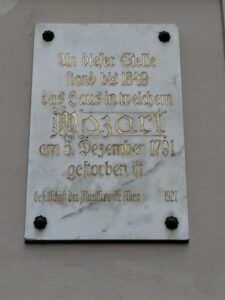 An dieser Stelle
stand bis 1849
das Haus in welchem
Mozart
am 5. Dezember 1791
gestorben ist
Gesellschaft der Musikfreunde Wien 1927